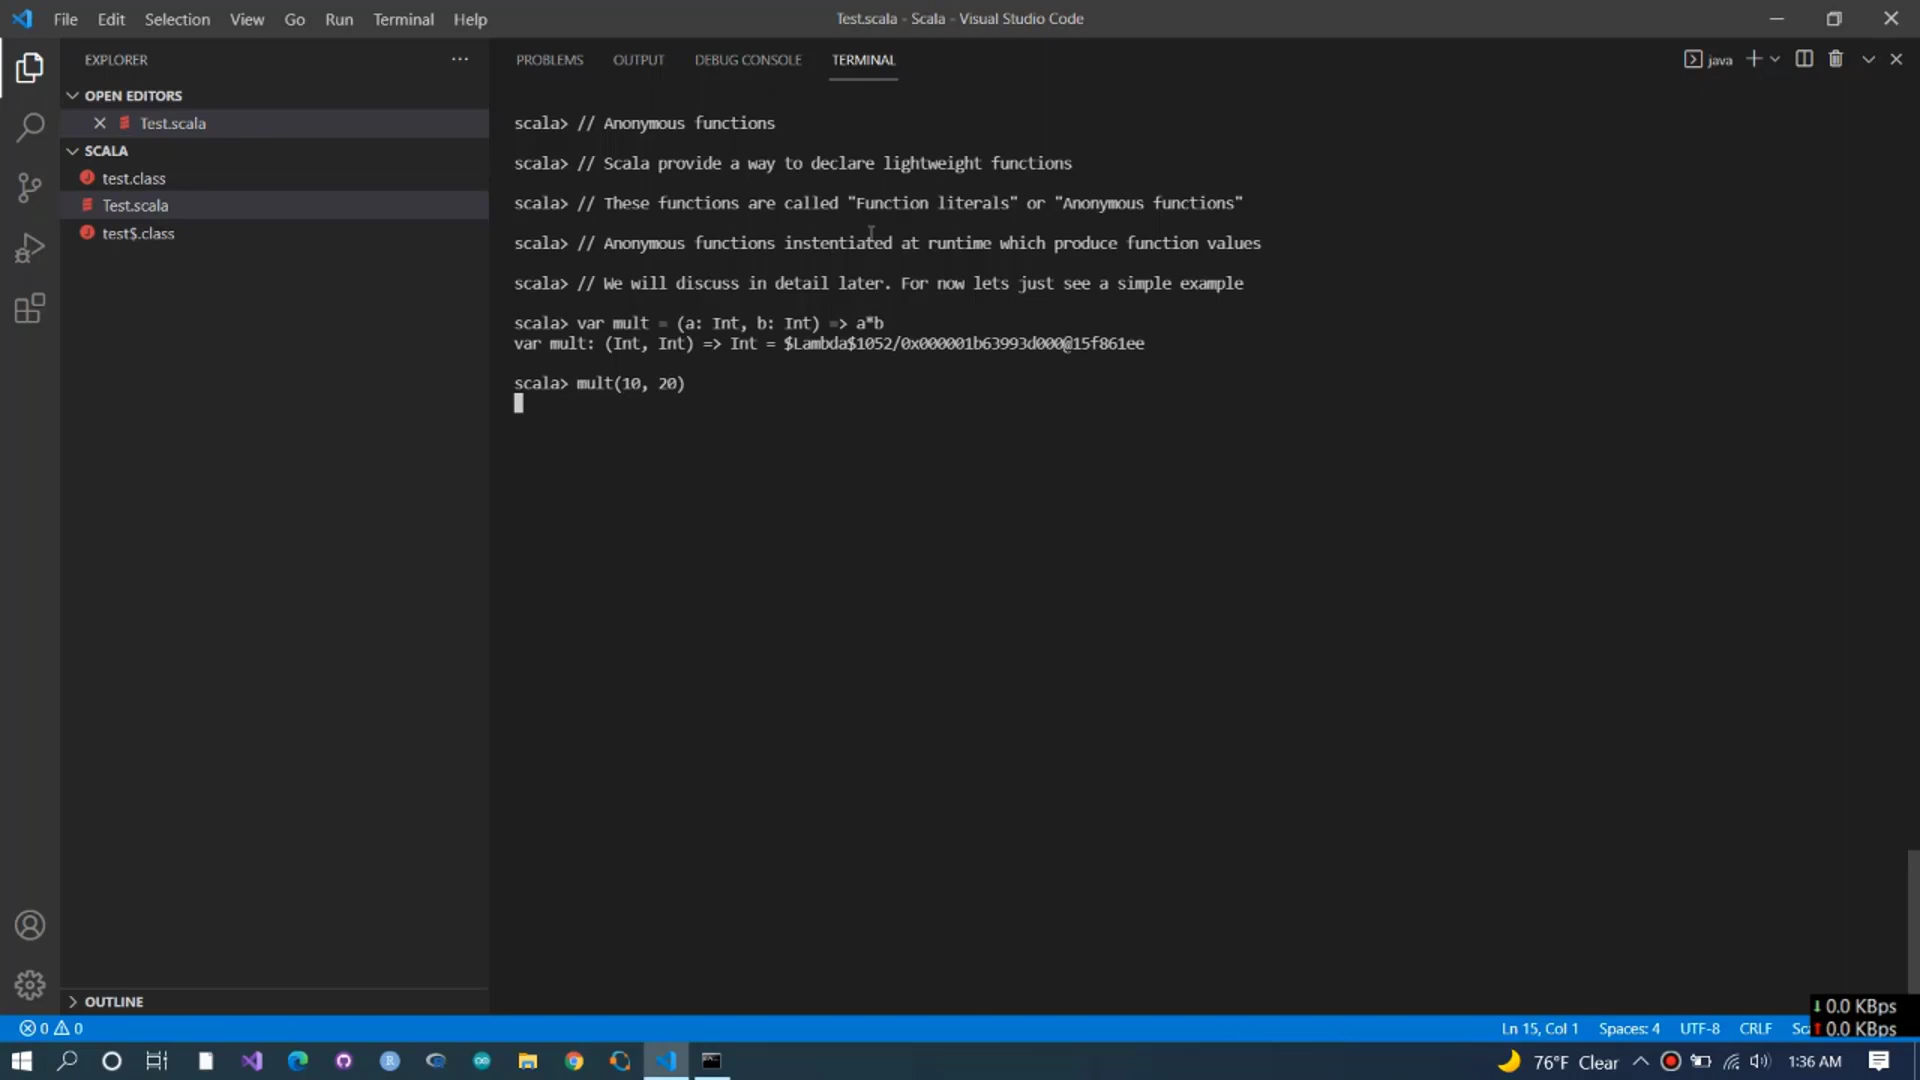 File Edit Selection View Go Run Terminal Help
Test.scala - Scala - Visual Studio Code
EXPLORER
PROBLEMS OUTPUT DEBUG CONSOLE TERMINAL
java
OPEN EDITORS
Test.scala
SCALA
test.class
Test.scala
test$.class
scala> // Anonymous functions
scala> // Scala provide a way to declare lightweight functions
scala> // These functions are called "Function literals" or "Anonymous functions"
scala> // Anonymous functions instentiated at runtime which produce function values
scala> // We will discuss in detail later. For now lets just see a simple example
scala> var mult = (a: Int, b: Int) => a*b
var mult: (Int, Int) => Int = $Lambda$1052/0x000001b63993d000@15f861ee
scala> mult(10, 20)
OUTLINE
0 0
Ln 15, Col 1 Spaces: 4 UTF-8 CRLF
0.0 KBps
0.0 KBps
76°F Clear
1:36 AM